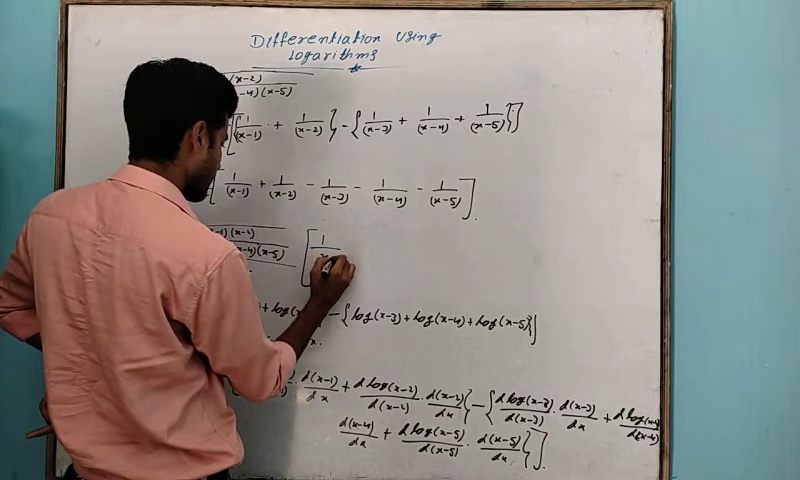 Differentiation using
logarithms
(x-2)
-4)(x-5)
[{1/(x-1) + 1/(x-2)} - {1/(x-3) + 1/(x-4) + 1/(x-5)}]
[1/(x-1) + 1/(x-2) - 1/(x-3) - 1/(x-4) - 1/(x-5)].
-1)(x-2)
x-4)(x-5) [1/x
+ log(x - {log(x-3) + log(x-4) + log(x-5)}]
x.
d(x-1)/dx + d log(x-2)/d(x-2) . d(x-2)/dx} - {d log(x-3)/d(x-3) . d(x-3)/dx + d log(x-4)/d(x-4)
d(x-4)/dx + d log(x-5)/d(x-5) . d(x-5)/dx}].